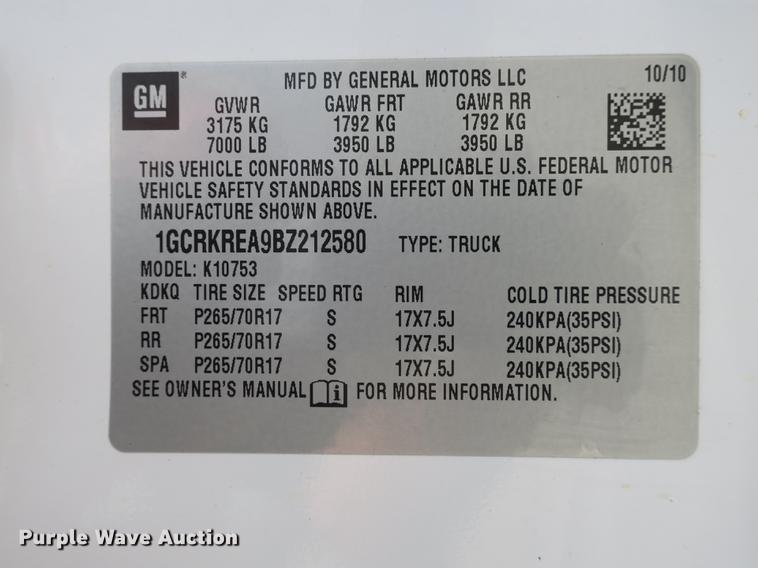 GM ®
MFD BY GENERAL MOTORS LLC 10/10
GVWR GAWR FRT GAWR RR
3175 KG 1792 KG 1792 KG
7000 LB 3950 LB 3950 LB
THIS VEHICLE CONFORMS TO ALL APPLICABLE U.S. FEDERAL MOTOR
VEHICLE SAFETY STANDARDS IN EFFECT ON THE DATE OF
MANUFACTURE SHOWN ABOVE.
1GCRKREA9BZ212580 TYPE: TRUCK
MODEL: K10753
KDKQ TIRE SIZE SPEED RTG RIM COLD TIRE PRESSURE
FRT P265/70R17 S 17X7.5J 240KPA(35PSI)
RR P265/70R17 S 17X7.5J 240KPA(35PSI)
SPA P265/70R17 S 17X7.5J 240KPA(35PSI)
SEE OWNER'S MANUAL i FOR MORE INFORMATION.
Purple Wave Auction